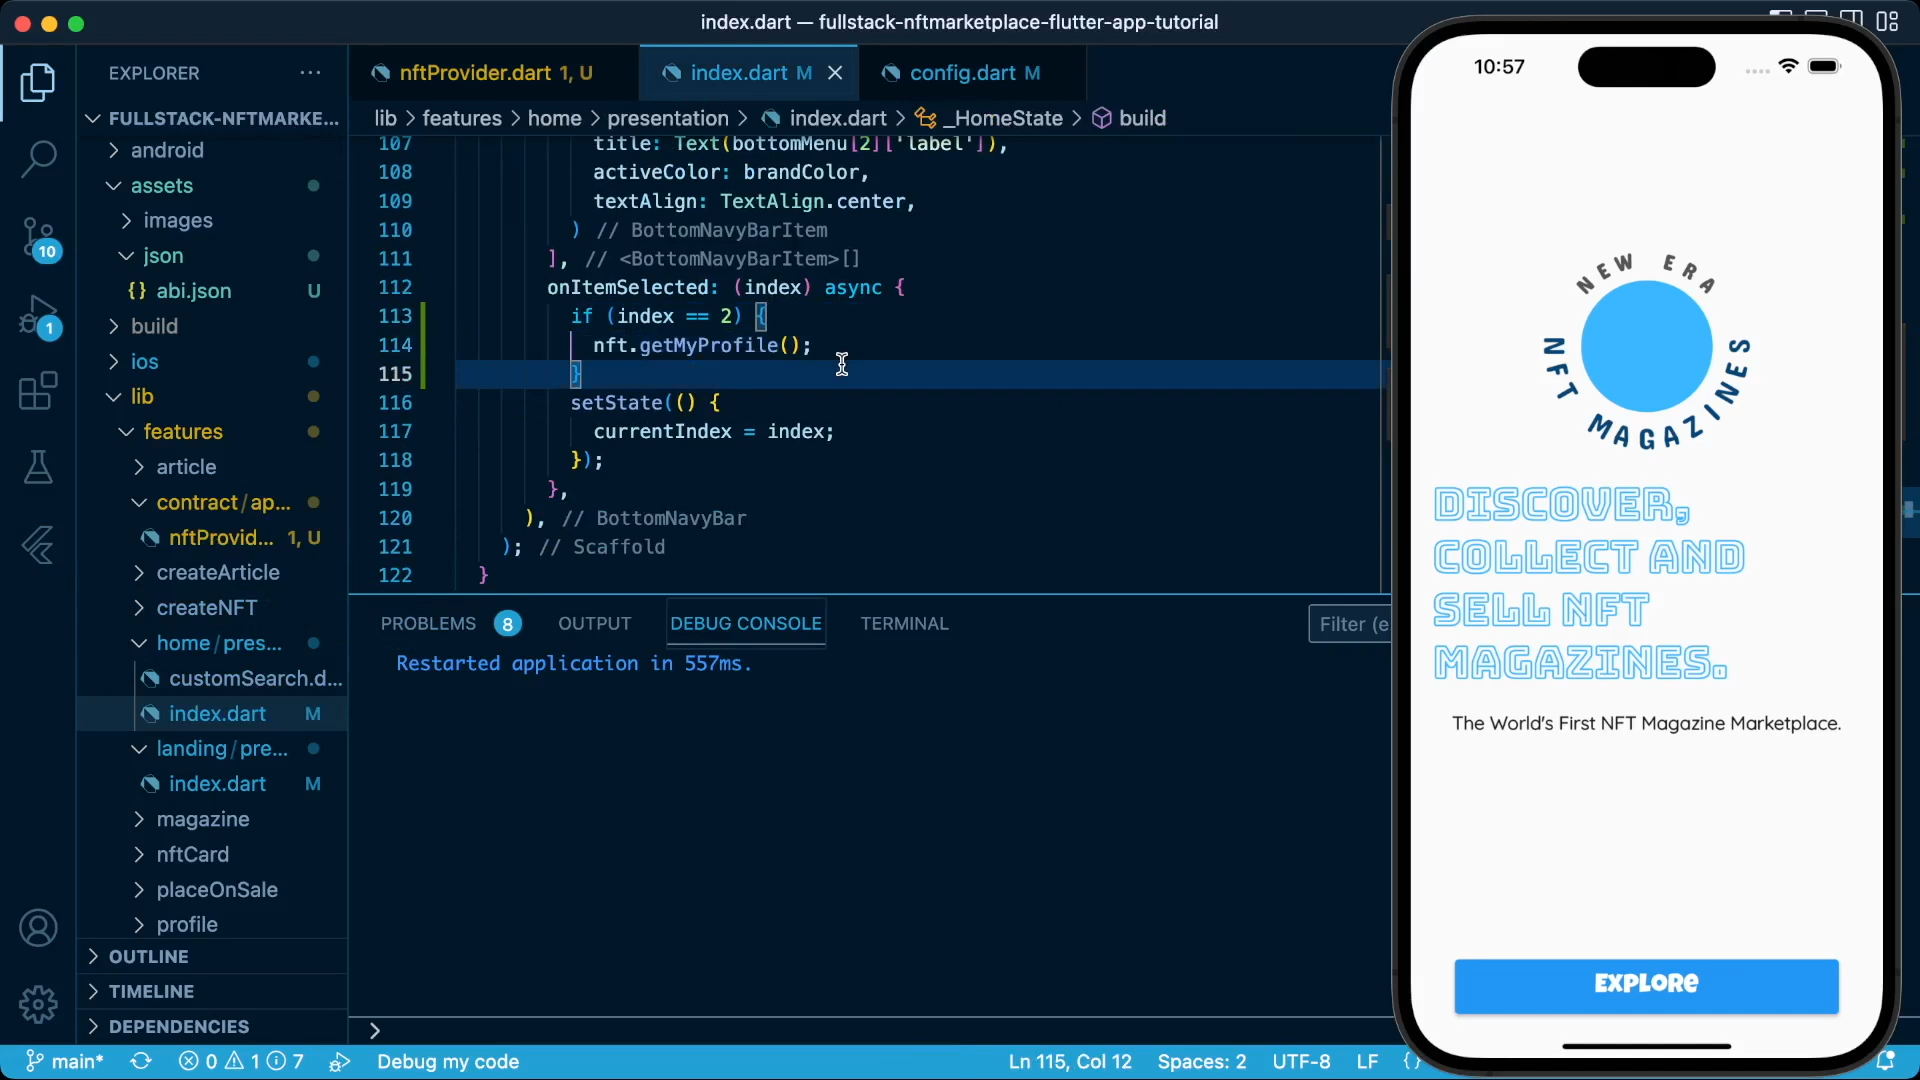 index.dart — fullstack-nftmarketplace-flutter-app-tutorial
EXPLORER
nftProvider.dart 1, U
index.dart M
config.dart M
lib > features > home > presentation > index.dart > _HomeState > build
FULLSTACK-NFTMARKE...
android
assets
images
json
{} abi.json U
build
ios
lib
features
article
contract/ap...
nftProvid... 1, U
createArticle
createNFT
home/pres...
customSearch.d...
index.dart M
landing/pre...
index.dart M
magazine
nftCard
placeOnSale
profile
OUTLINE
TIMELINE
DEPENDENCIES
10
1
107 title: Text(bottomMenu[2]['label']),
108 activeColor: brandColor,
109 textAlign: TextAlign.center,
110 ) // BottomNavyBarItem
111 ], // <BottomNavyBarItem>[]
112 onItemSelected: (index) async {
113 if (index == 2) {
114 nft.getMyProfile();
115 }
116 setState(() {
117 currentIndex = index;
118 });
119 },
120 ), // BottomNavyBar
121 ); // Scaffold
122 }
PROBLEMS 8 OUTPUT DEBUG CONSOLE TERMINAL
Filter (e
Restarted application in 557ms.
10:57
NEW ERA
NFT MAGAZINES
DISCOVER,
COLLECT AND
SELL NFT
MAGAZINES.
The World's First NFT Magazine Marketplace.
EXPLORE
main* 0 1 7 Debug my code
Ln 115, Col 12 Spaces: 2 UTF-8 LF {}